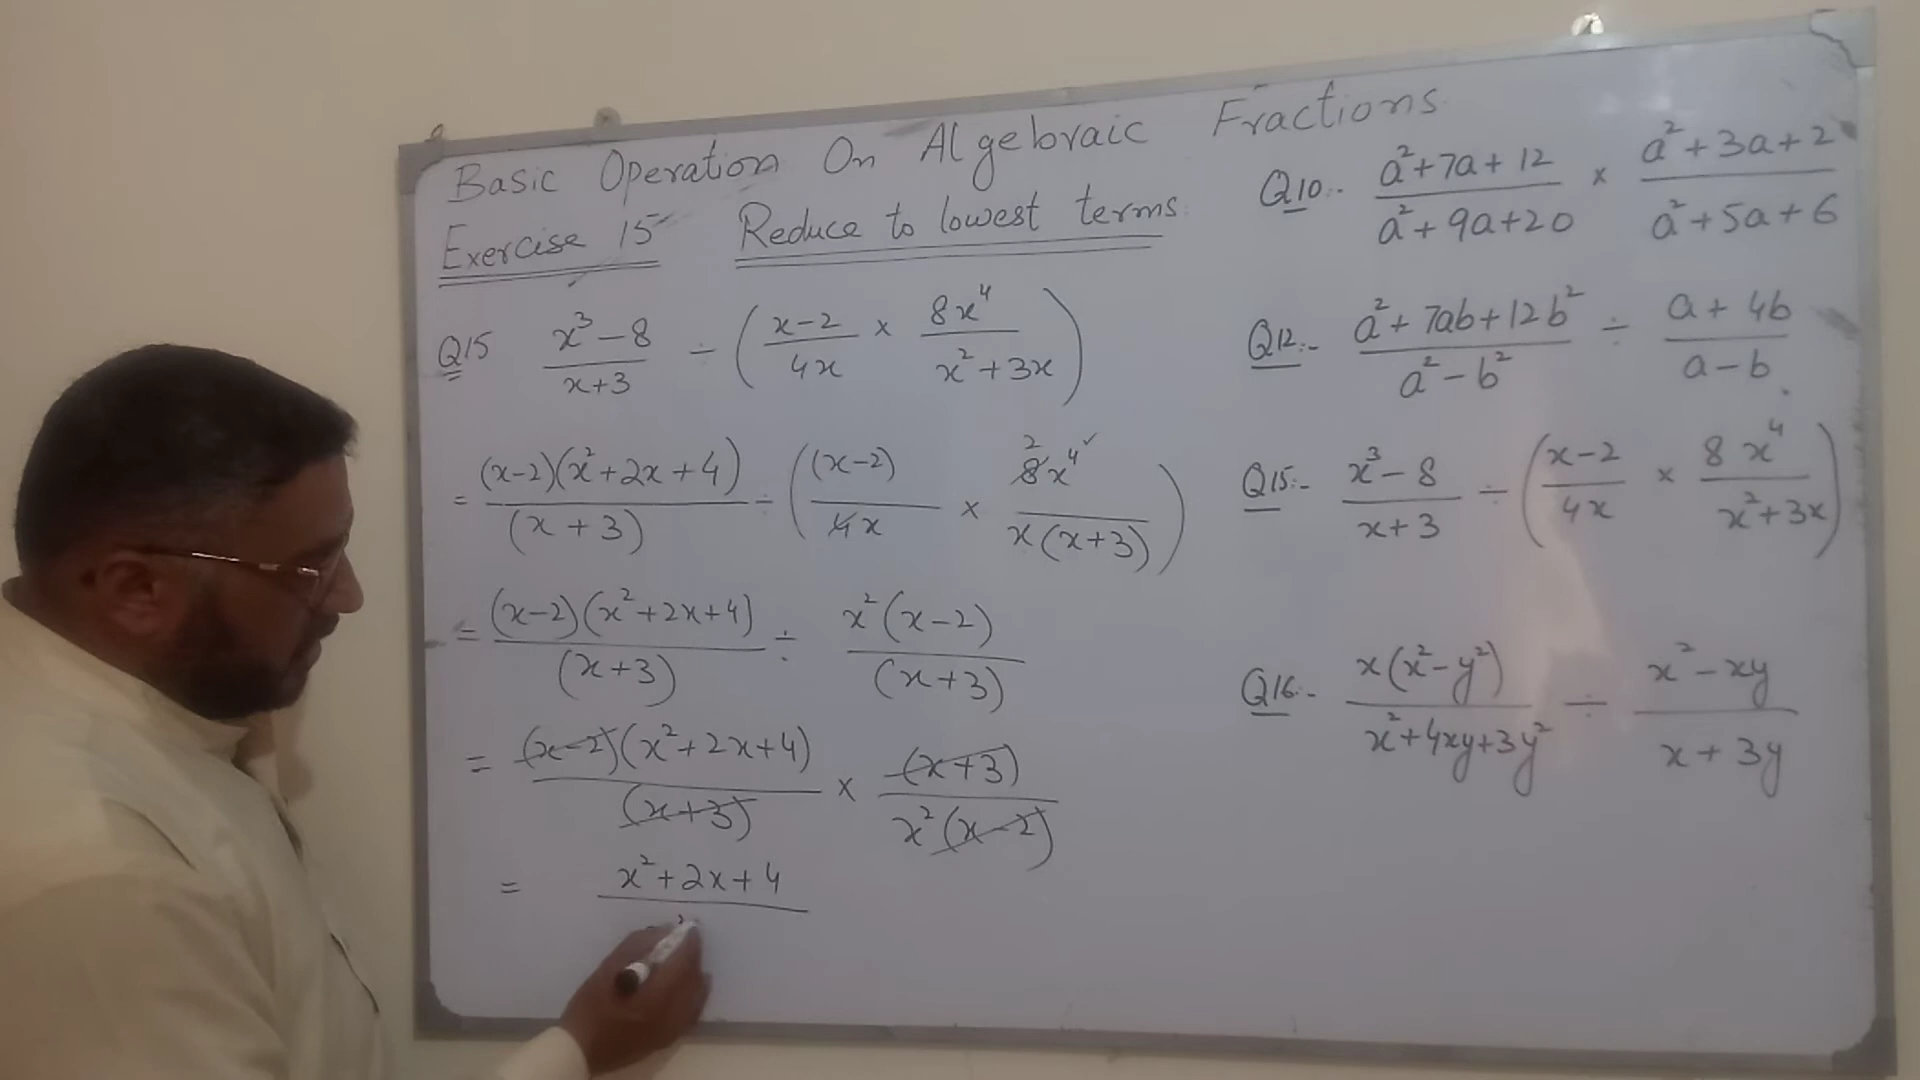 Basic Operation On Algebraic Fractions
Exercise 15 Reduce to lowest terms
Q15 (x³ - 8)/(x+3) ÷ ( (x-2)/(4x) × (8x⁴)/(x²+3x) )
= ((x-2)(x²+2x+4))/((x+3)) ÷ ( ((x-2))/(4x) × (²8x⁴)/(x(x+3)) )
= ((x-2)(x²+2x+4))/((x+3)) ÷ (x²(x-2))/((x+3))
= ((x-2)(x²+2x+4))/((x+3)) × ((x+3))/(x²(x-2))
= (x²+2x+4)/
Q10:- (a²+7a+12)/(a²+9a+20) × (a²+3a+2)/(a²+5a+6)
Q12:- (a²+7ab+12b²)/(a²-b²) ÷ (a+4b)/(a-b)
Q15:- (x³-8)/(x+3) ÷ ( (x-2)/(4x) × (8x⁴)/(x²+3x) )
Q16:- (x(x²-y²))/(x²+4xy+3y²) ÷ (x²-xy)/(x+3y)